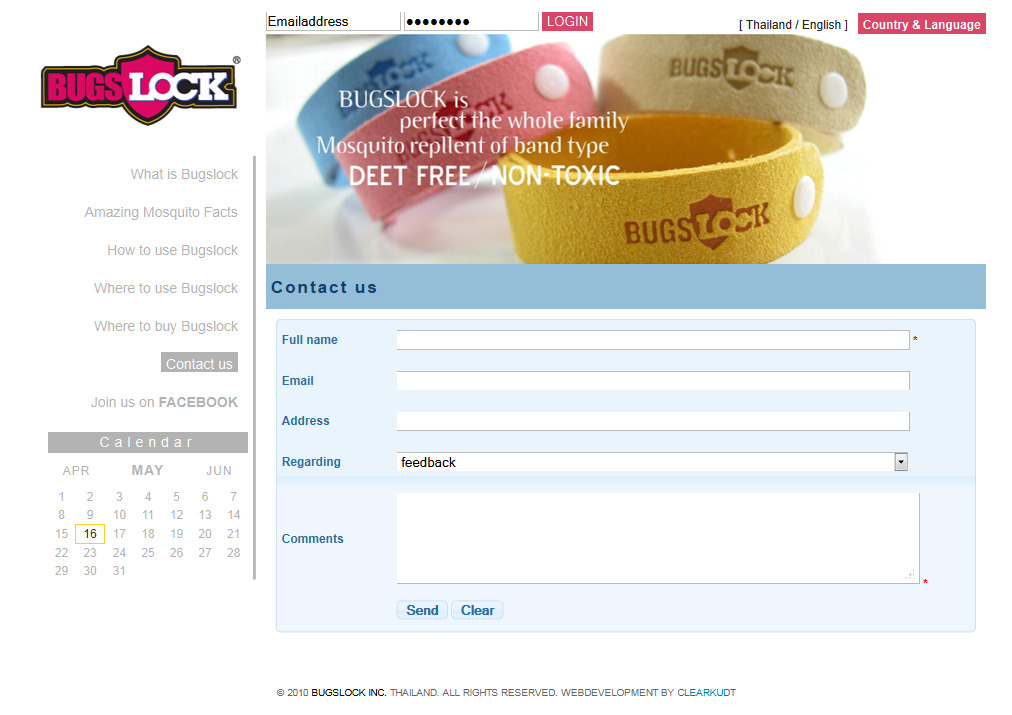 Emailaddress ●●●●●●●● LOGIN [ Thailand / English ] Country & Language
BUGSLOCK®
BUGSLOCK is
perfect the whole family
Mosquito repllent of band type
DEET FREE / NON-TOXIC
BUGSLOCK
BUGSLOCK
BUGSLOCK
BUGSLOCK
What is Bugslock
Amazing Mosquito Facts
How to use Bugslock
Where to use Bugslock
Where to buy Bugslock
Contact us
Join us on FACEBOOK
Calendar
APR MAY JUN
1 2 3 4 5 6 7
8 9 10 11 12 13 14
15 16 17 18 19 20 21
22 23 24 25 26 27 28
29 30 31
Contact us
Full name *
Email
Address
Regarding feedback
Comments *
Send Clear
© 2010 BUGSLOCK INC. THAILAND. ALL RIGHTS RESERVED. WEBDEVELOPMENT BY CLEARKUDT